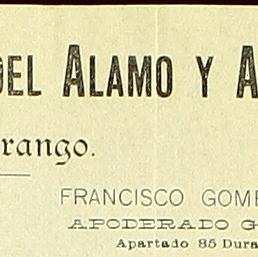 DEL ALAMO Y A
rango.
FRANCISCO GOME
APODERADO G
Apartado 85 Dura